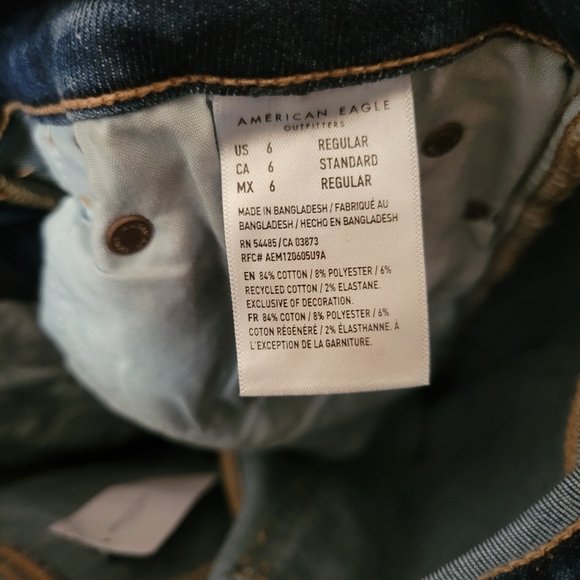 AMERICAN EAGLE
OUTFITTERS
US 6 REGULAR
CA 6 STANDARD
MX 6 REGULAR
MADE IN BANGLADESH / FABRIQUÉ AU
BANGLADESH / HECHO EN BANGLADESH
RN 54485 / CA 03873
RFC# AEM120605U9A
EN 84% COTTON / 8% POLYESTER / 6%
RECYCLED COTTON / 2% ELASTANE.
EXCLUSIVE OF DECORATION.
FR 84% COTON / 8% POLYESTER / 6%
COTON RÉGÉNÉRÉ / 2% ÉLASTHANNE. À
L'EXCEPTION DE LA GARNITURE.